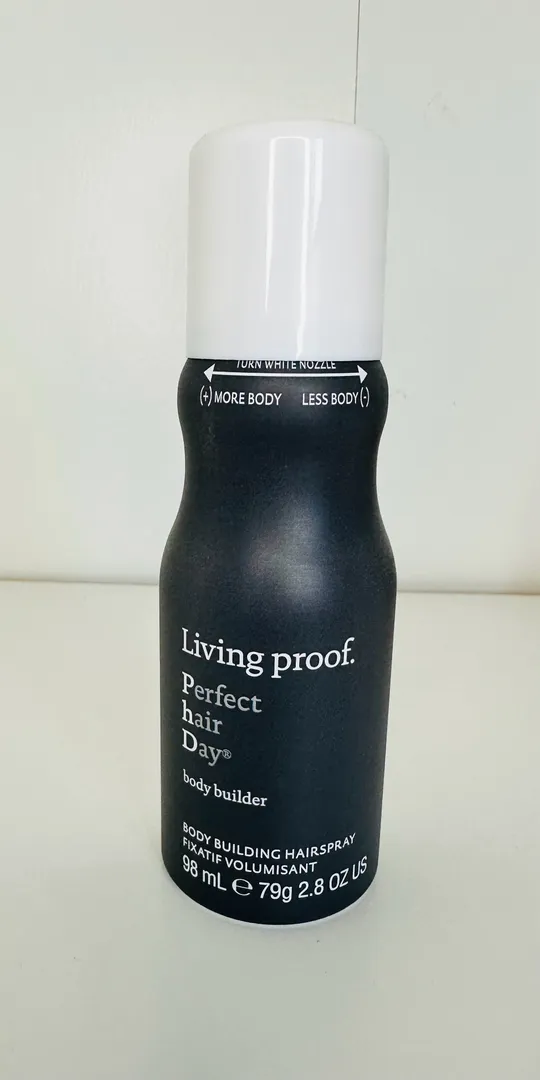 TURN WHITE NOZZLE
(+) MORE BODY LESS BODY (-)
Living proof.
Perfect
hair
Day®
body builder
BODY BUILDING HAIRSPRAY
FIXATIF VOLUMISANT
98 mL ℮ 79g 2.8 OZ US